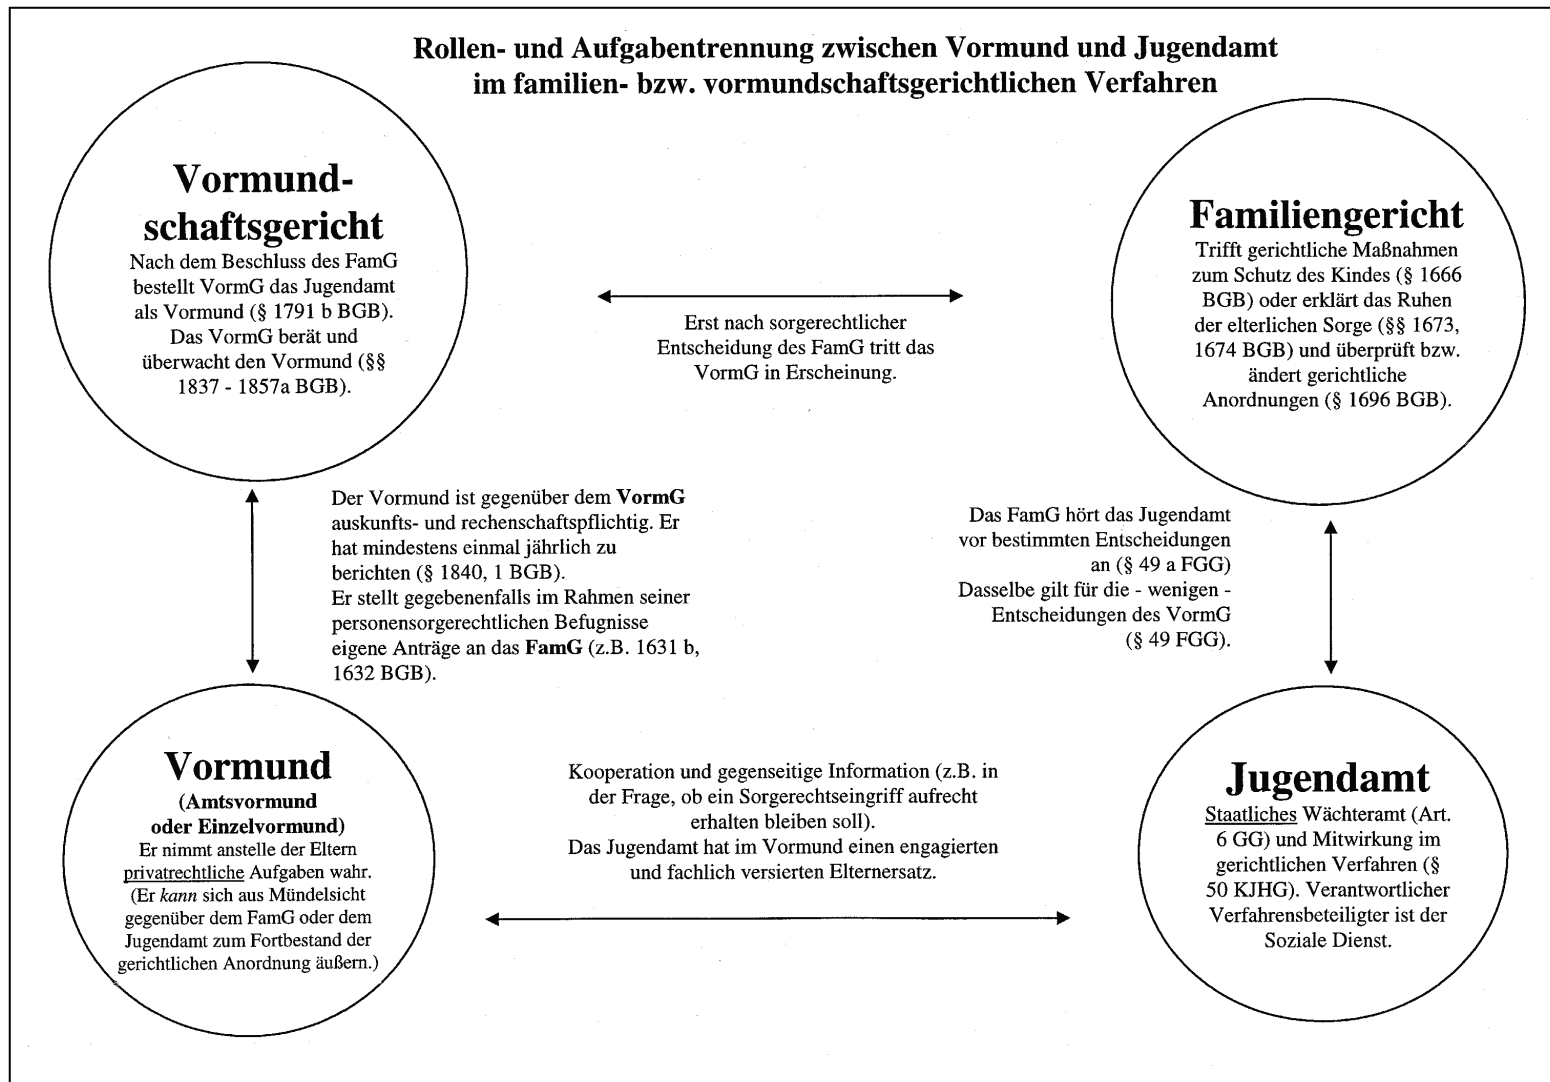 Rollen- und Aufgabentrennung zwischen Vormund und Jugendamt
im familien- bzw. vormundschaftsgerichtlichen Verfahren
Vormund-
schaftsgericht
Nach dem Beschluss des FamG
bestellt VormG das Jugendamt
als Vormund (§ 1791 b BGB).
Das VormG berät und
überwacht den Vormund (§§
1837 - 1857a BGB).
Erst nach sorgerechtlicher
Entscheidung des FamG tritt das
VormG in Erscheinung.
Familiengericht
Trifft gerichtliche Maßnahmen
zum Schutz des Kindes (§ 1666
BGB) oder erklärt das Ruhen
der elterlichen Sorge (§§ 1673,
1674 BGB) und überprüft bzw.
ändert gerichtliche
Anordnungen (§ 1696 BGB).
Der Vormund ist gegenüber dem VormG
auskunfts- und rechenschaftspflichtig. Er
hat mindestens einmal jährlich zu
berichten (§ 1840, 1 BGB).
Er stellt gegebenenfalls im Rahmen seiner
personensorgerechtlichen Befugnisse
eigene Anträge an das FamG (z.B. 1631 b,
1632 BGB).
Das FamG hört das Jugendamt
vor bestimmten Entscheidungen
an (§ 49 a FGG)
Dasselbe gilt für die - wenigen -
Entscheidungen des VormG
(§ 49 FGG).
Vormund
(Amtsvormund
oder Einzelvormund)
Er nimmt anstelle der Eltern
privatrechtliche Aufgaben wahr.
(Er kann sich aus Mündelsicht
gegenüber dem FamG oder dem
Jugendamt zum Fortbestand der
gerichtlichen Anordnung äußern.)
Kooperation und gegenseitige Information (z.B. in
der Frage, ob ein Sorgerechtseingriff aufrecht
erhalten bleiben soll).
Das Jugendamt hat im Vormund einen engagierten
und fachlich versierten Elternersatz.
Jugendamt
Staatliches Wächteramt (Art.
6 GG) und Mitwirkung im
gerichtlichen Verfahren (§
50 KJHG). Verantwortlicher
Verfahrensbeteiligter ist der
Soziale Dienst.